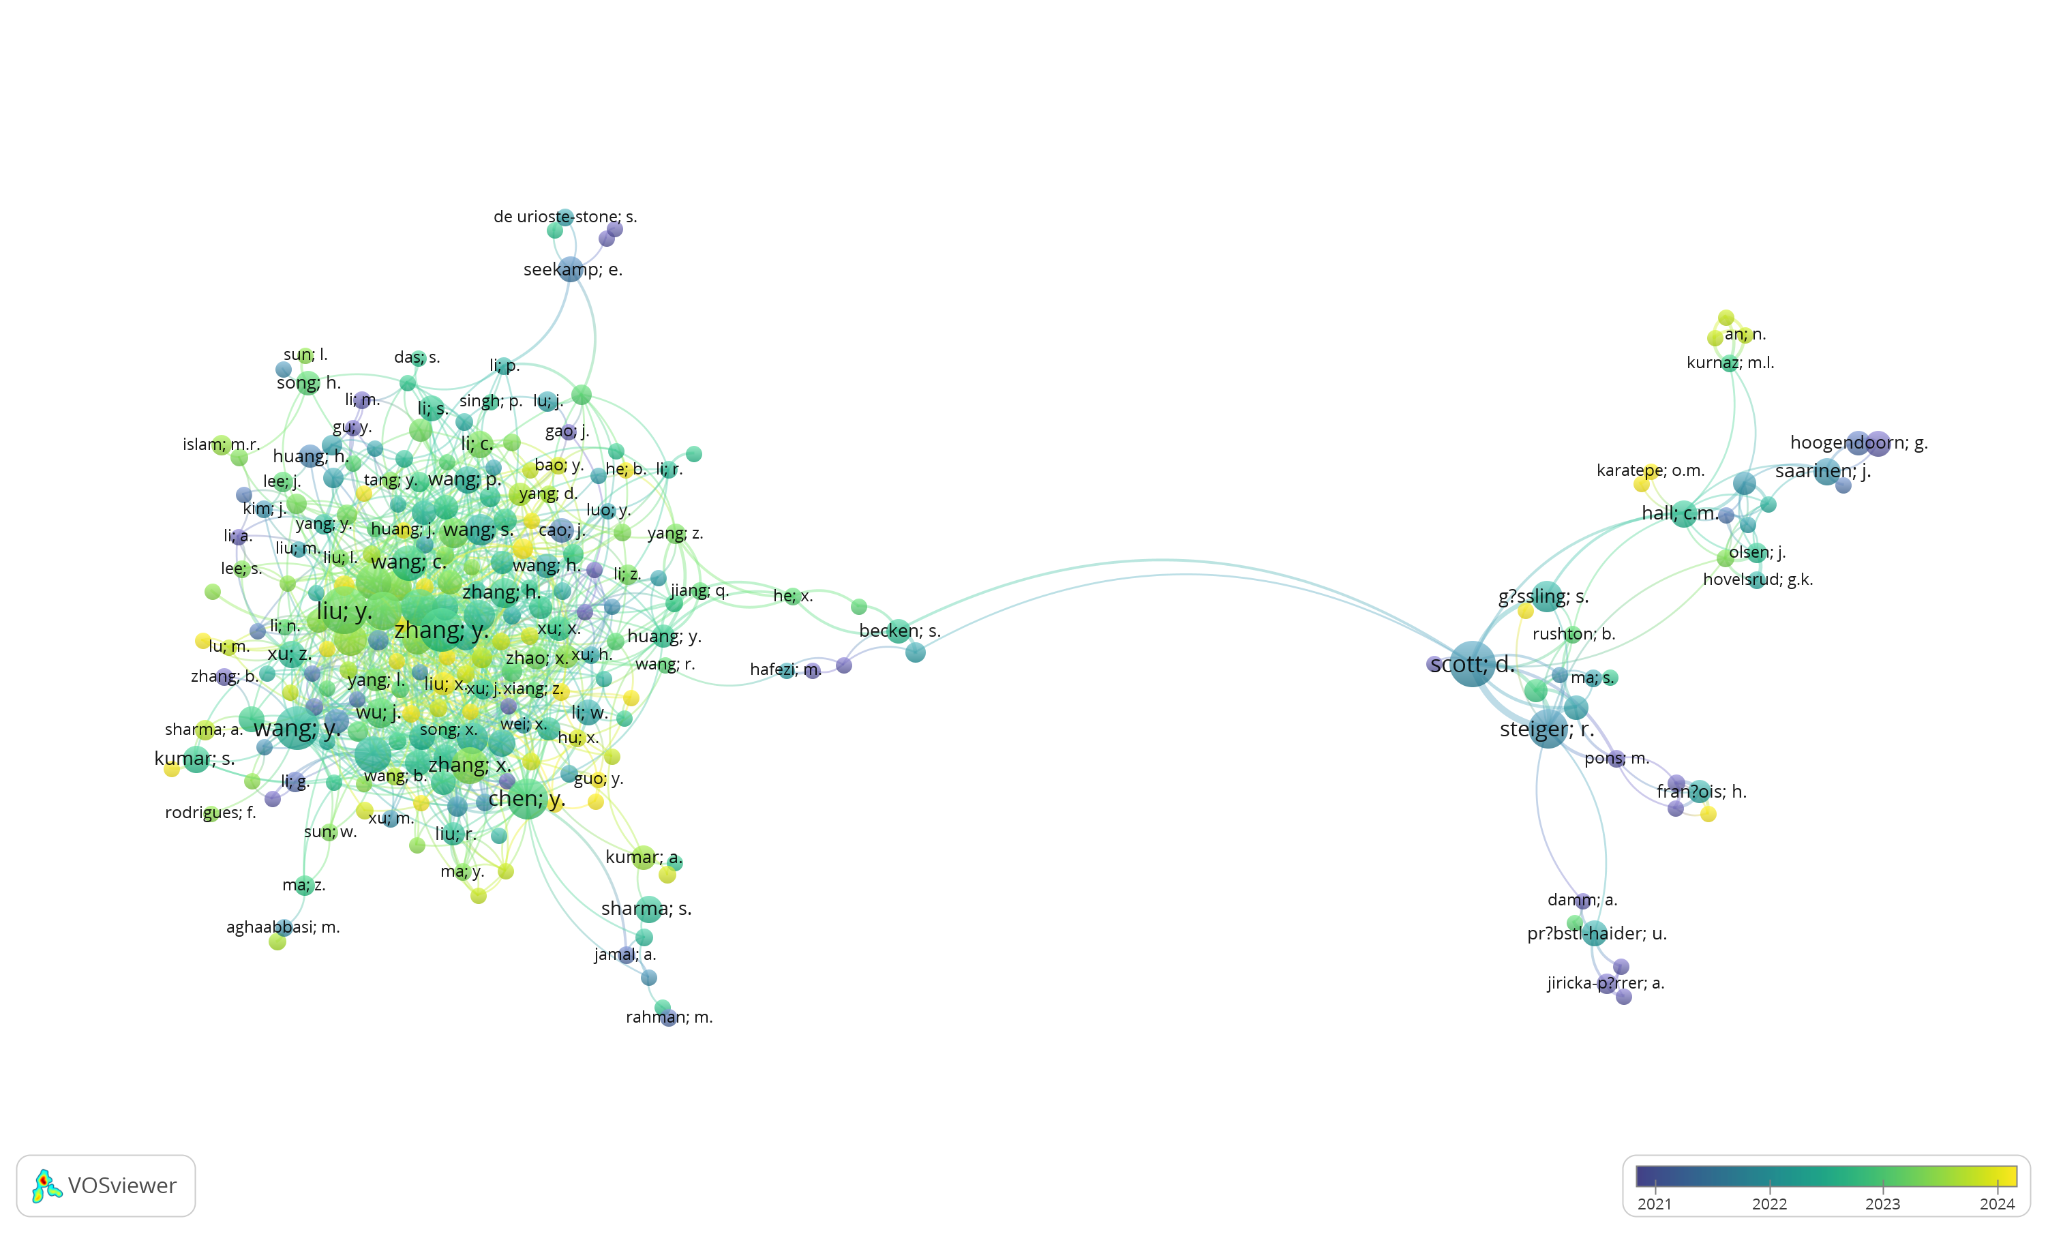 de urioste-stone; s.
seekamp; e.
an; n.
sun; l.
das; s.
li; p.
kurnaz; m.l.
song; h.
li; m.
li; s.
singh; p.
lu; j.
gu; y.
gao; j.
islam; m.r.
li; c.
hoogendoorn; g.
huang; h.
bao; y.
he; b.
li; r.
karatepe; o.m.
saarinen; j.
lee; j.
tang; y.
wang; p.
yang; d.
kim; j.
luo; y.
hall; c.m.
yang; y.
huang; j.
wang; s.
cao; j.
yang; z.
li; a.
liu; m.
liu; l.
wang; c.
wang; h.
olsen; j.
lee; s.
li; z.
hovelsrud; g.k.
zhang; h.
jiang; q.
he; x.
g?ssling; s.
liu; y.
li; n.
zhang; y.
xu; x.
huang; y.
becken; s.
rushton; b.
lu; m.
xu; z.
zhao; x.
xu; h.
wang; r.
hafezi; m.
scott; d.
zhang; b.
yang; l.
liu; x.
xu; j.
xiang; z.
ma; s.
wu; j.
li; w.
sharma; a.
wang; y.
song; x.
wei; x.
hu; x.
steiger; r.
kumar; s.
zhang; x.
pons; m.
li; g.
wang; b.
guo; y.
fran?ois; h.
chen; y.
rodrigues; f.
xu; m.
sun; w.
liu; r.
kumar; a.
ma; y.
ma; z.
sharma; s.
damm; a.
aghaabbasi; m.
pr?bstl-haider; u.
jamal; a.
jiricka-p?rrer; a.
rahman; m.
VOSviewer
2021
2022
2023
2024